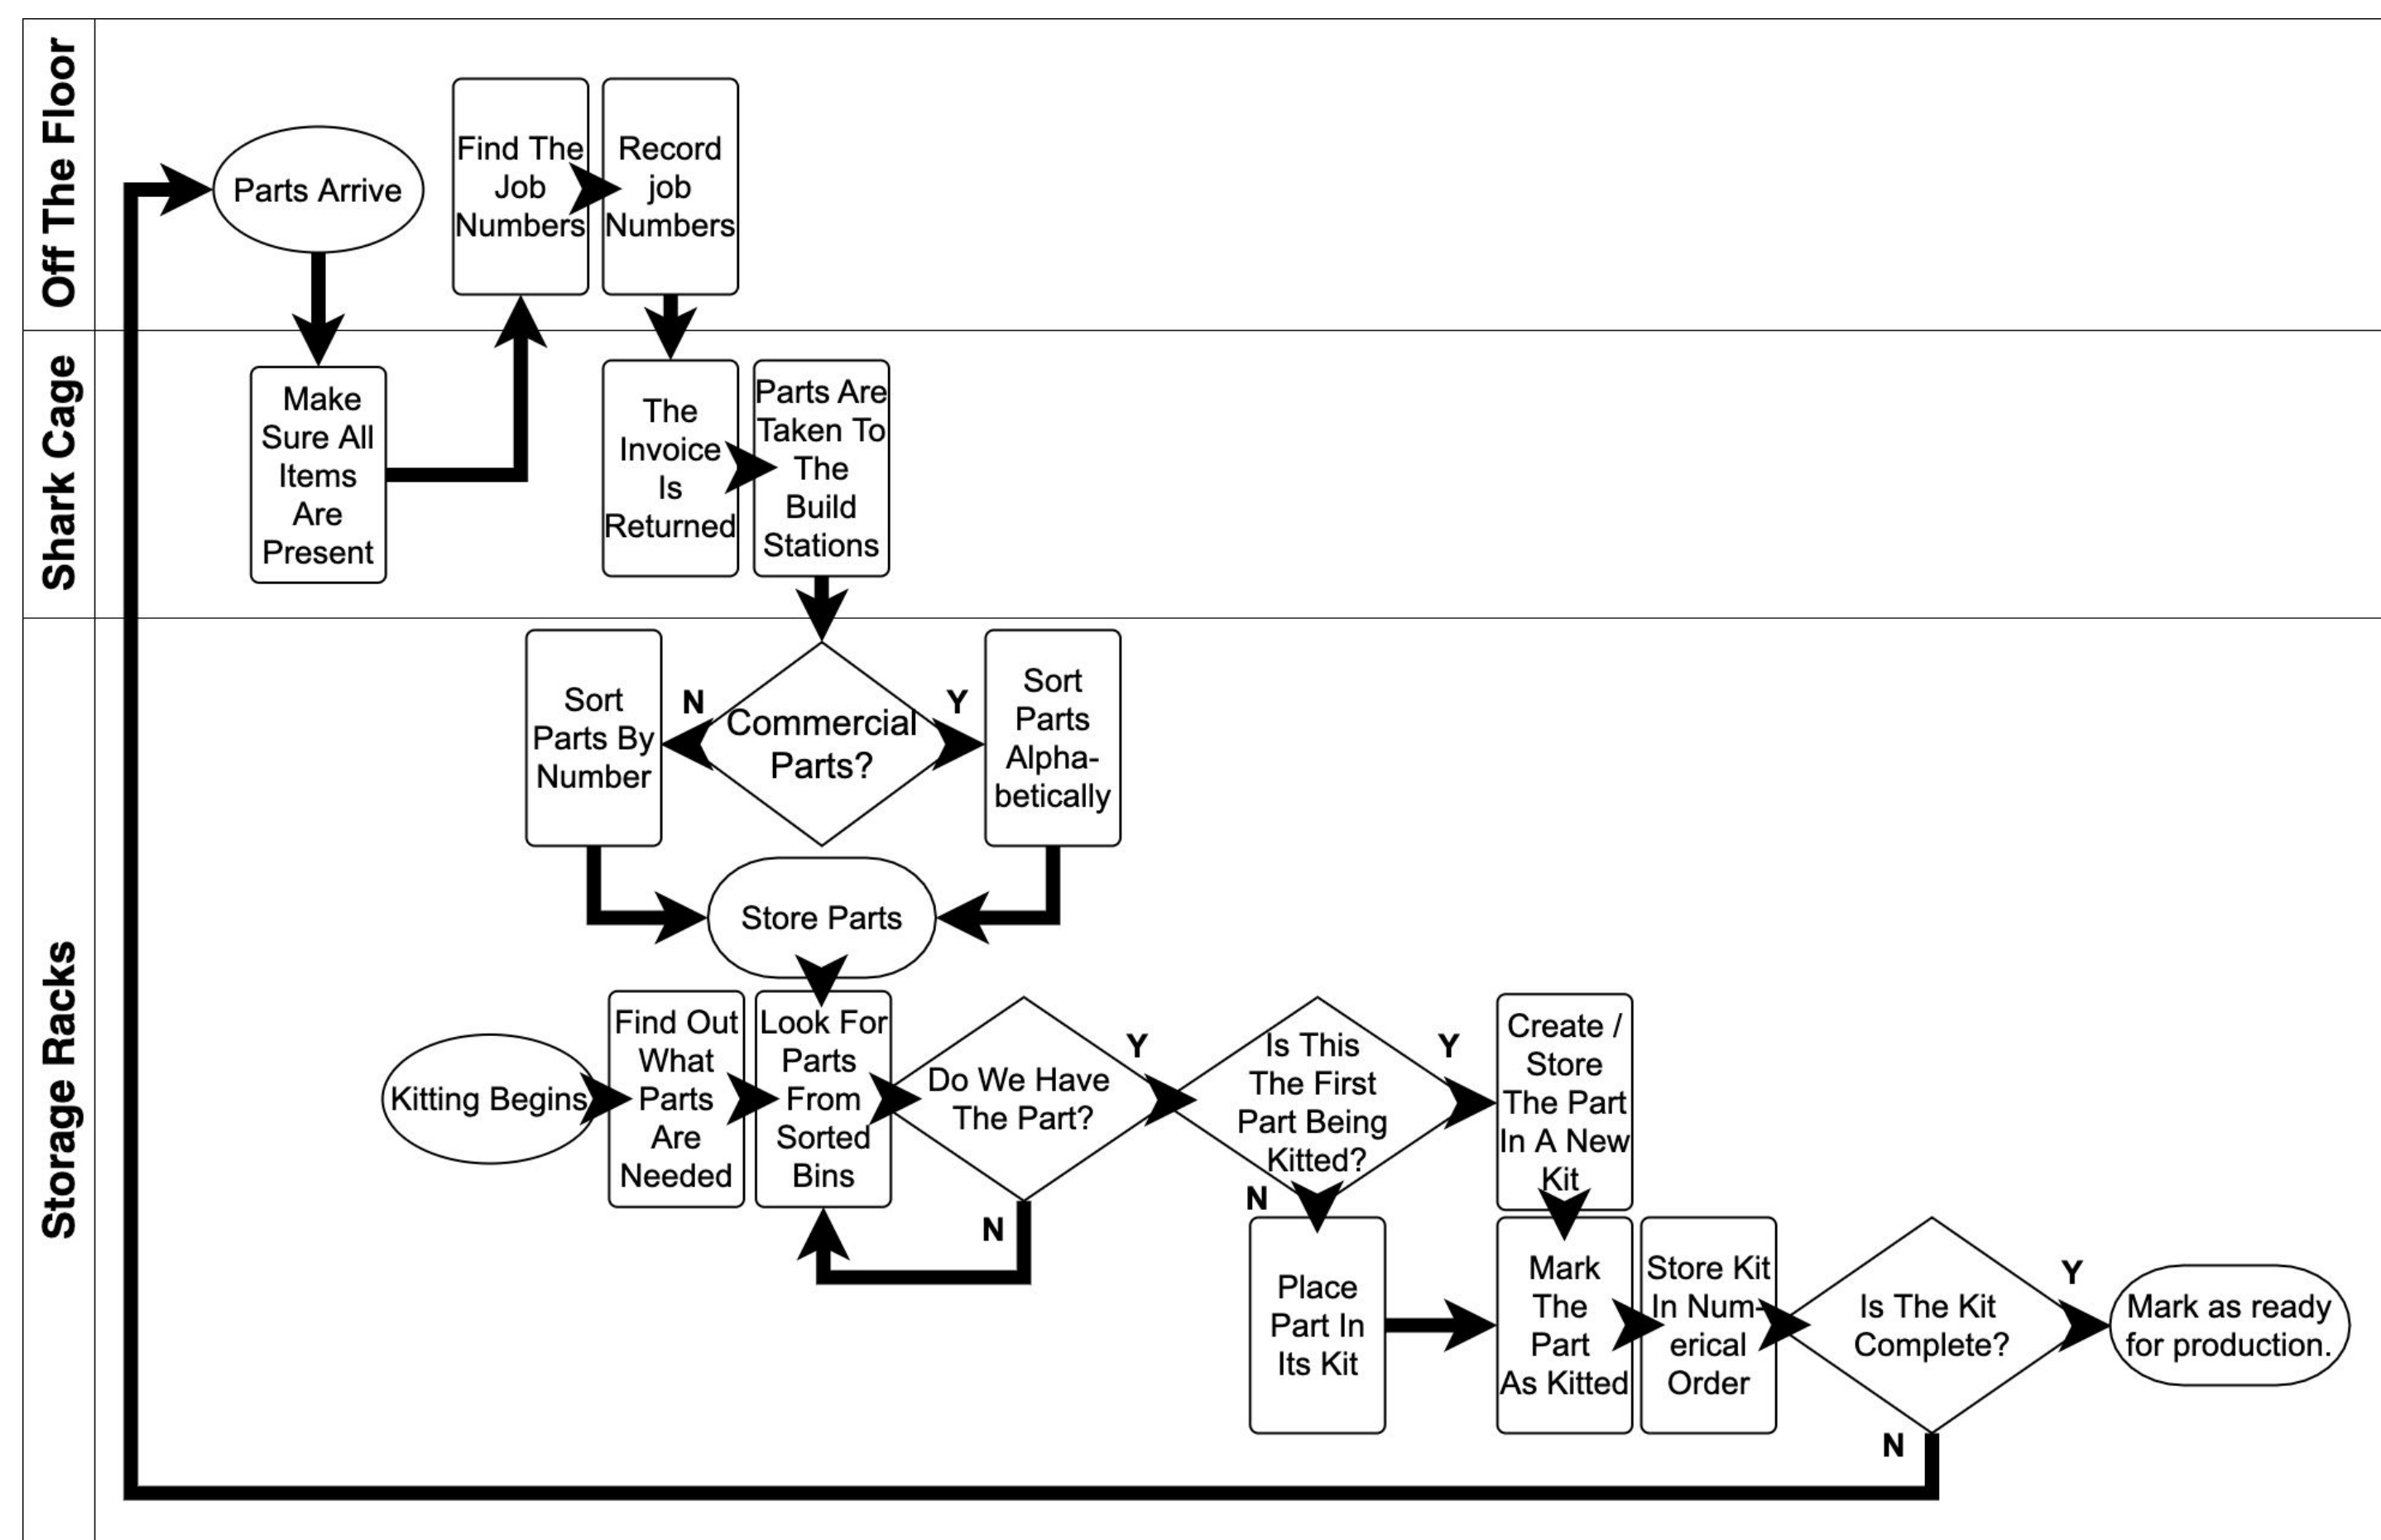 Off The Floor
Parts Arrive
Find The
Job
Numbers
Record
job
Numbers
Shark Cage
Make
Sure All
Items
Are
Present
The
Invoice
Is
Returned
Parts Are
Taken To
The
Build
Stations
Storage Racks
Sort
Parts By
Number
N
Commercial
Parts?
Y
Sort
Parts
Alpha-
betically
Store Parts
Kitting Begins
Find Out
What
Parts
Are
Needed
Look For
Parts
From
Sorted
Bins
Do We Have
The Part?
Y
N
Is This
The First
Part Being
Kitted?
Y
N
Create /
Store
The Part
In A New
Kit
Place
Part In
Its Kit
Mark
The
Part
As Kitted
Store Kit
In Num-
erical
Order
Is The Kit
Complete?
Y
N
Mark as ready
for production.